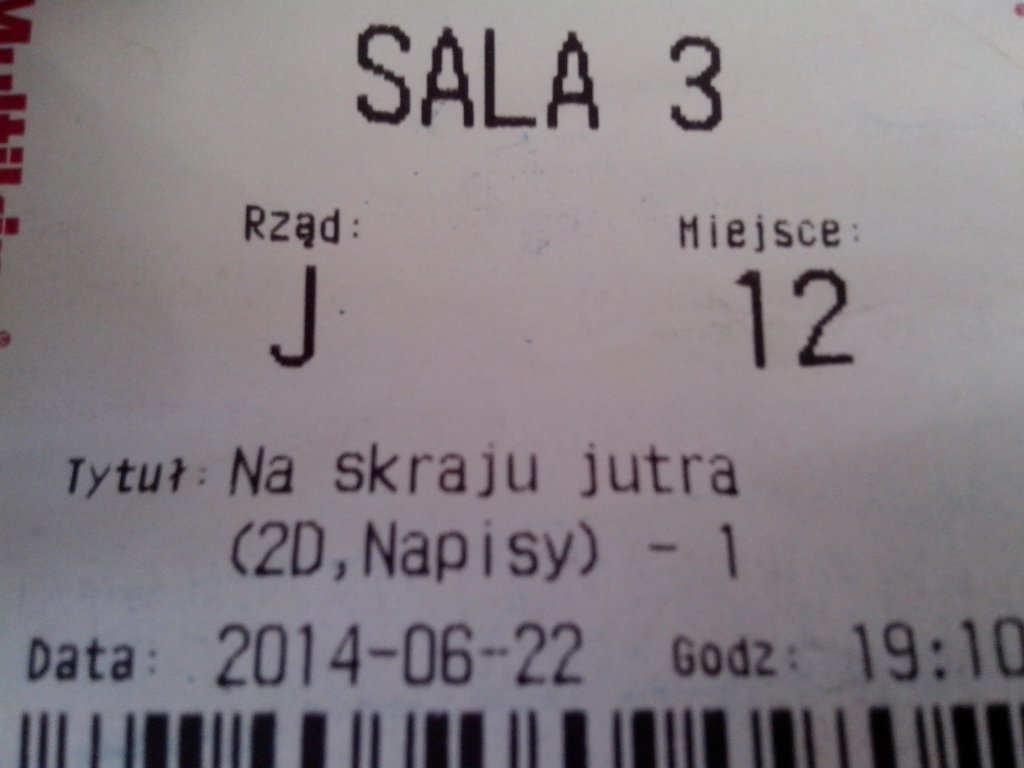 SALA 3
Rząd: Miejsce:
J 12
Tytuł: Na skraju jutra
(2D,Napisy) - 1
Data: 2014-06-22 Godz: 19:10